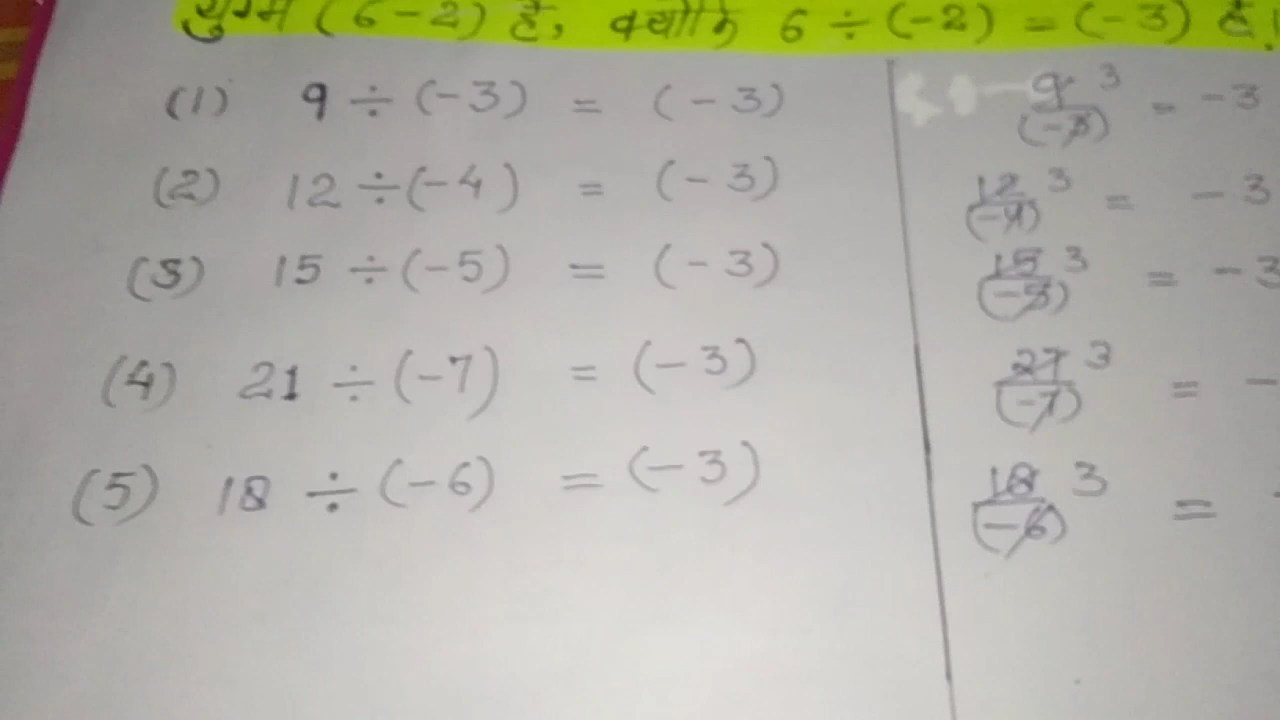 युग्म (6-2) है, क्योंकि 6 ÷ (-2) = (-3) है।
(1) 9 ÷ (-3) = (-3)
(2) 12 ÷ (-4) = (-3)
(3) 15 ÷ (-5) = (-3)
(4) 21 ÷ (-7) = (-3)
(5) 18 ÷ (-6) = (-3)
9/(-3) 3 = -3
12/(-4) 3 = -3
15/(-5) 3 = -3
21/(-7) 3 = -
18/(-6) 3 =